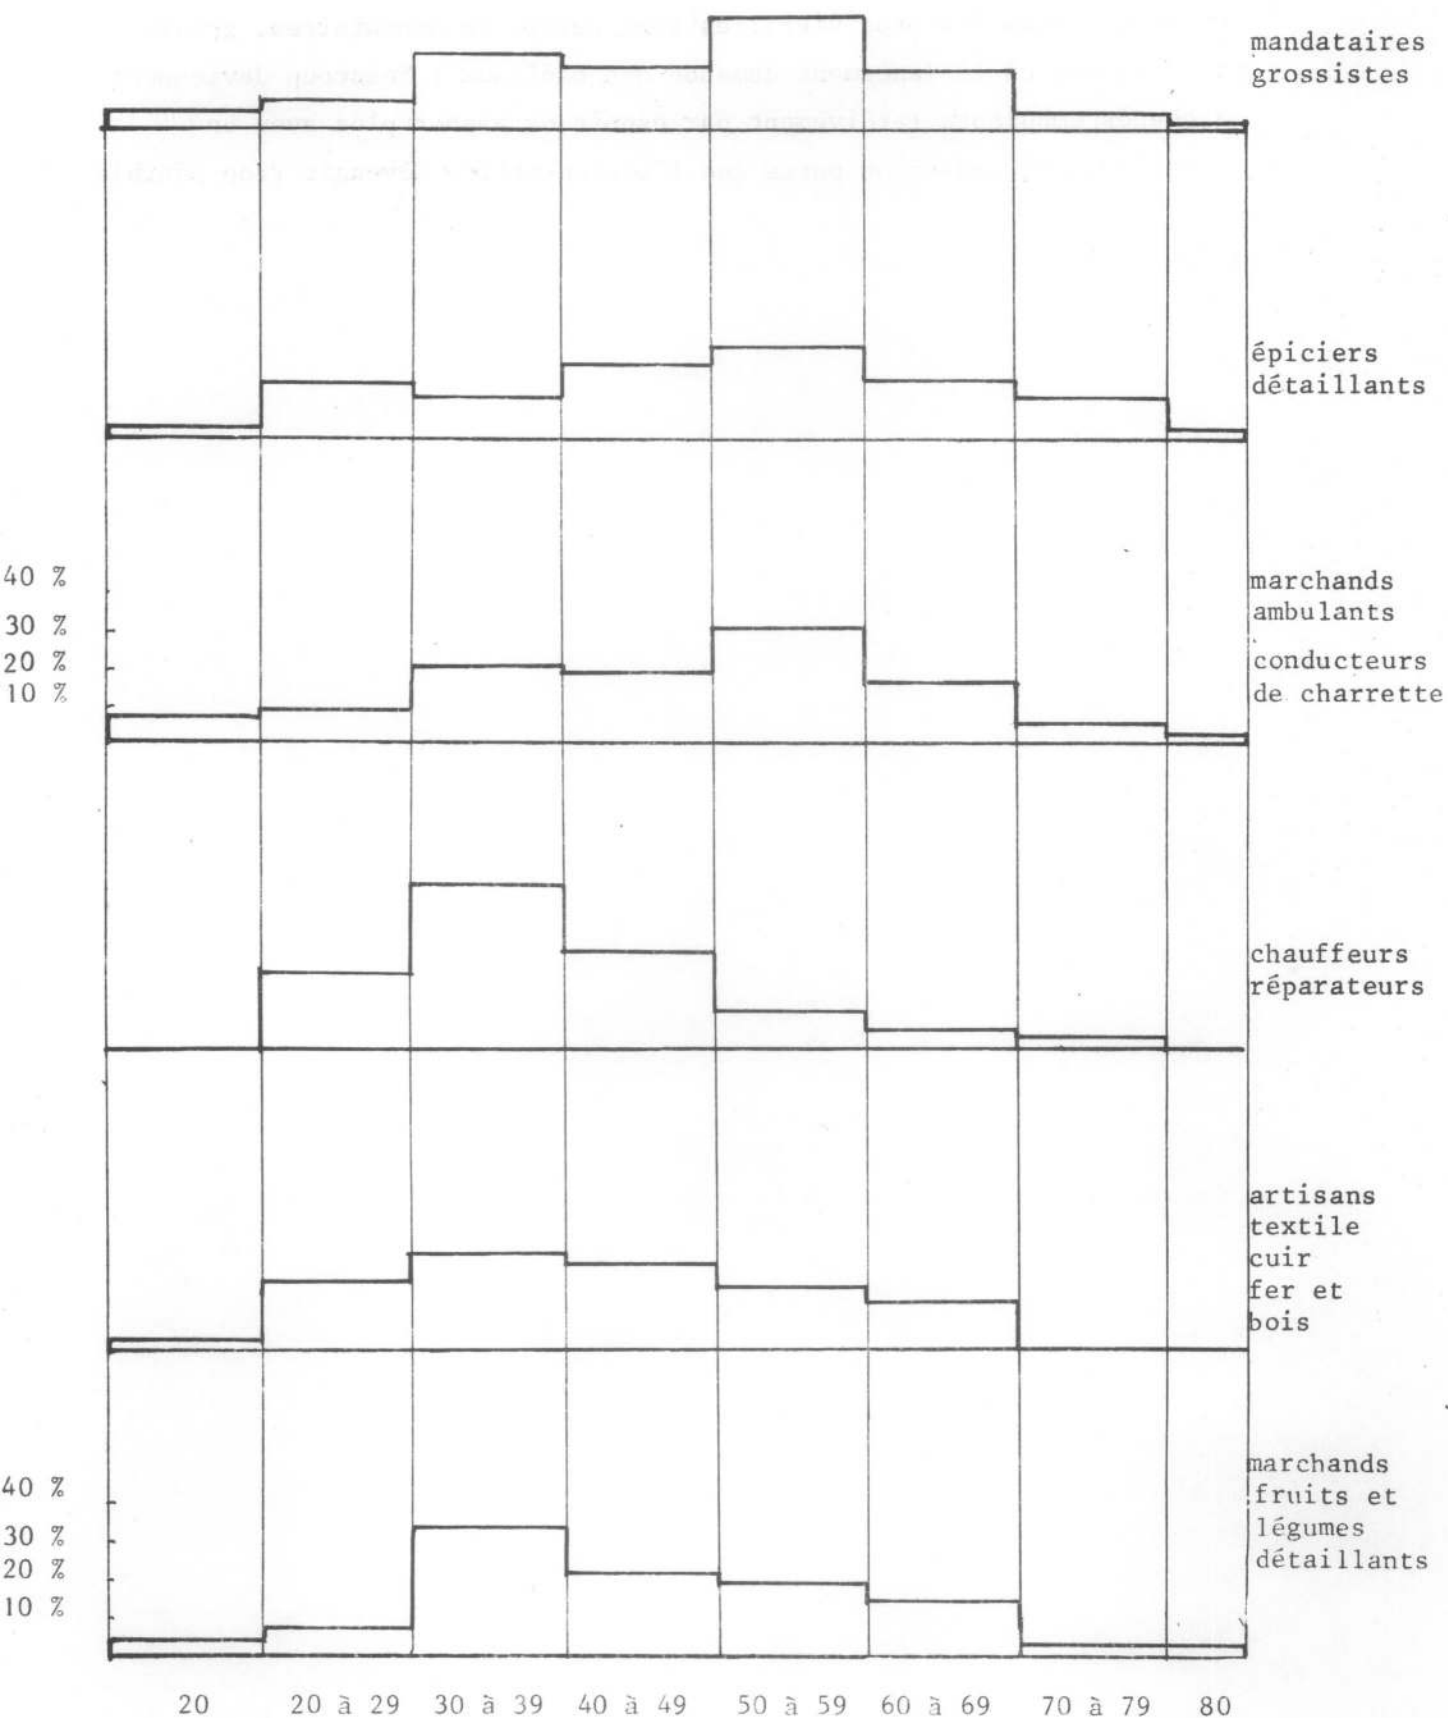 mandataires
grossistes
épiciers
détaillants
40 %
30 %
20 %
10 %
marchands
ambulants
conducteurs
de charrette
chauffeurs
réparateurs
artisans
textile
cuir
fer et
bois
40 %
30 %
20 %
10 %
marchands
fruits et
légumes
détaillants
20 20 à 29 30 à 39 40 à 49 50 à 59 60 à 69 70 à 79 80